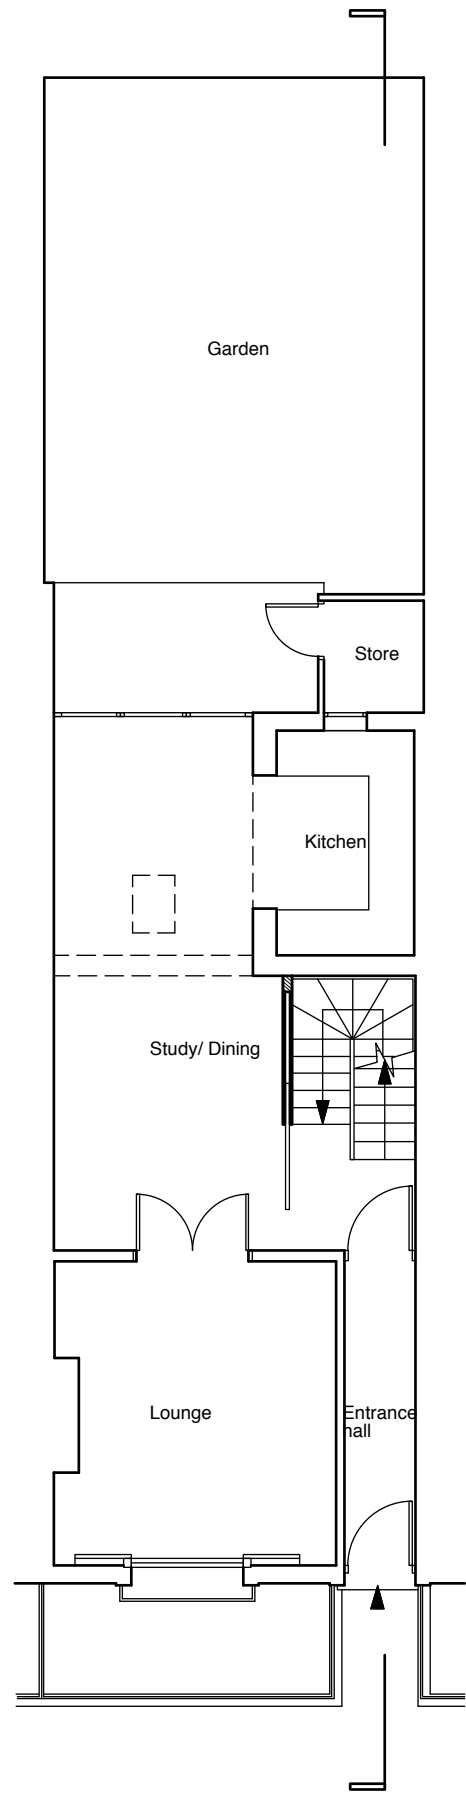 Garden
Store
Kitchen
Study/ Dining
Lounge
Entrance
hall